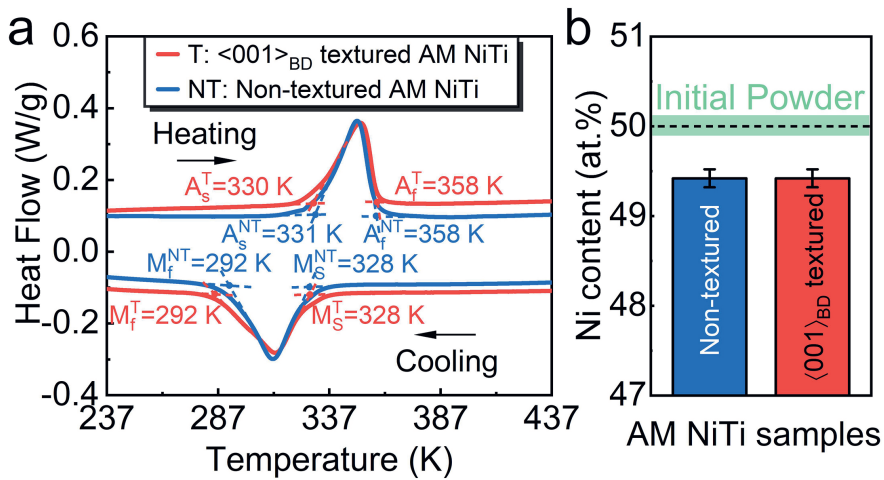 a
T: <001>BD textured AM NiTi
NT: Non-textured AM NiTi
Heating
AsT=330 K
AfT=358 K
AsNT=331 K
AfNT=358 K
MfNT=292 K
MSNT=328 K
MfT=292 K
MST=328 K
Cooling
Heat Flow (W/g)
0.6
0.4
0.2
0.0
-0.2
-0.4
237
287
337
387
437
Temperature (K)
b
Ni content (at.%)
51
50
49
48
47
Initial Powder
Non-textured
⟨001⟩BD textured
AM NiTi samples